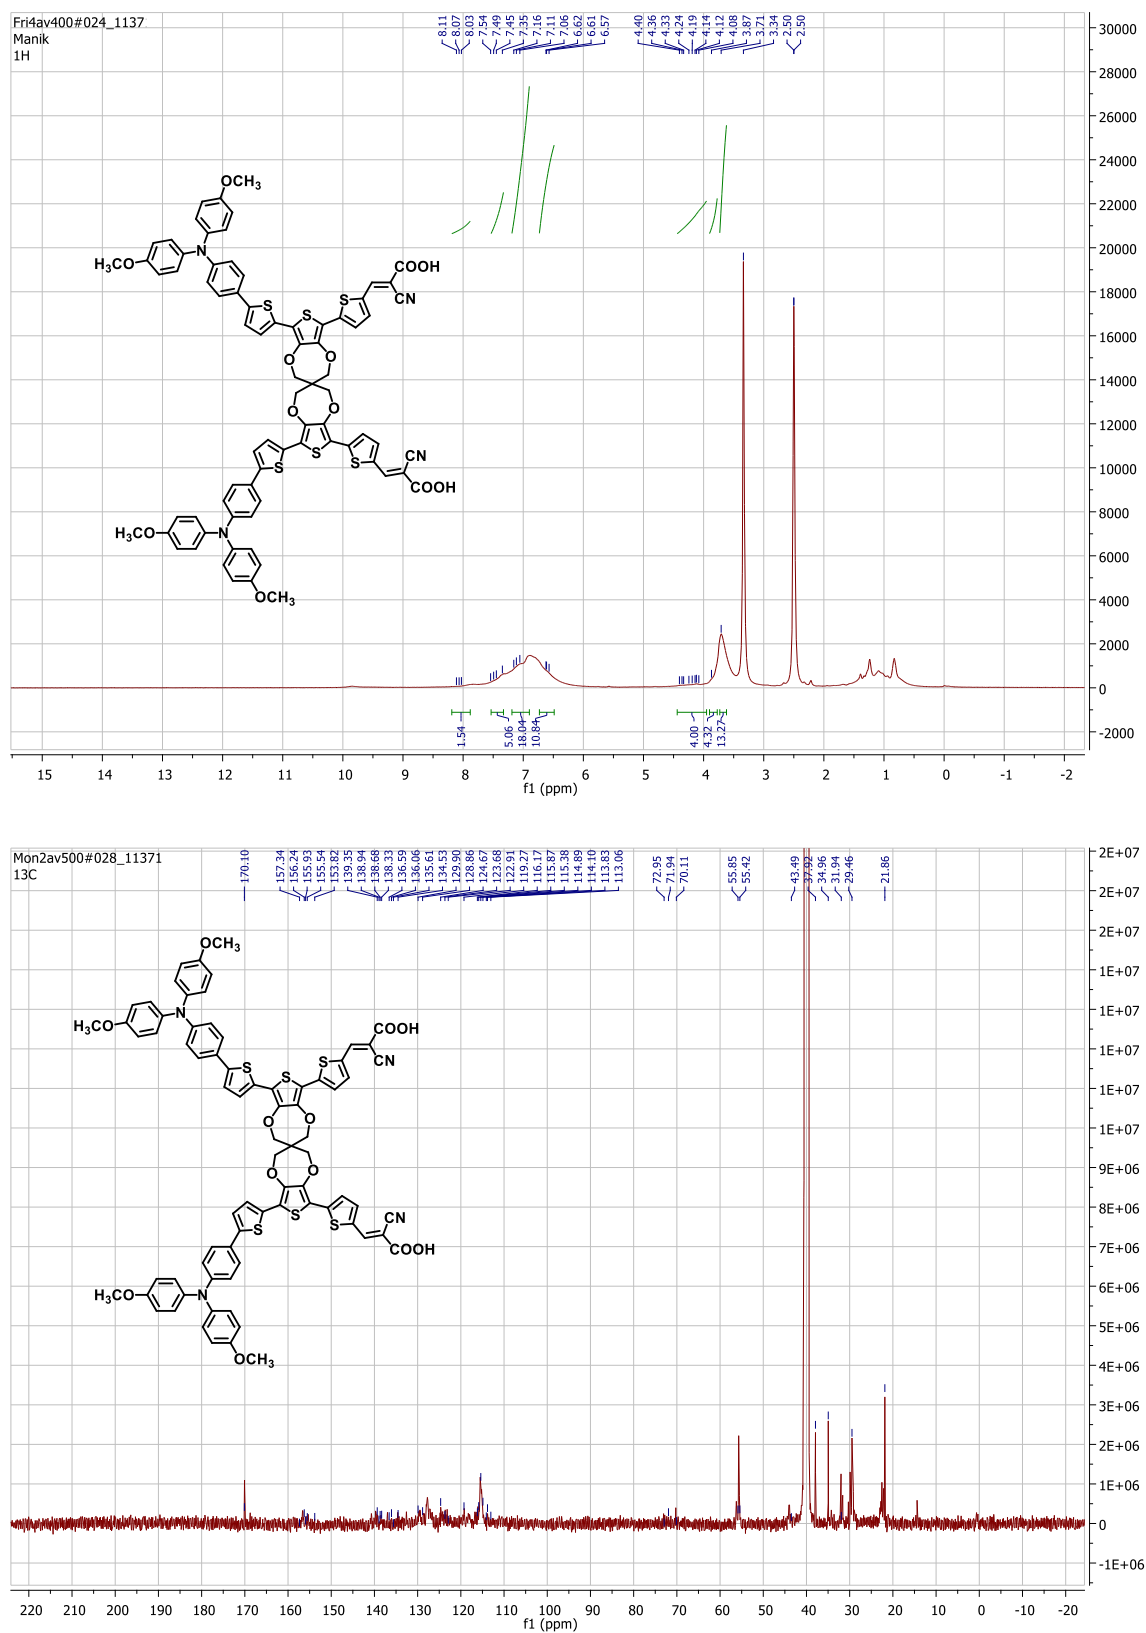 Fri4av400#024_1137
Manik
1H
8.11
8.07
8.03
7.54
7.49
7.45
7.35
7.16
7.11
7.06
6.62
6.61
6.57
4.40
4.36
4.33
4.24
4.19
4.14
4.12
4.08
3.87
3.71
3.34
2.50
2.50
30000
28000
26000
24000
22000
20000
18000
16000
14000
12000
10000
8000
6000
4000
2000
0
-2000
OCH3
N
H3CO
COOH
CN
S
S
S
O
O
O
O
S
S
S
CN
COOH
H3CO
N
OCH3
1.54
5.06
18.04
10.84
4.00
4.32
13.27
15 14 13 12 11 10 9 8 7 6 5 4 3 2 1 0 -1 -2
f1 (ppm)
Mon2av500#028_11371
13C
170.10
157.34
156.24
155.93
155.54
153.82
139.35
138.94
138.68
138.33
136.59
136.06
135.61
134.53
129.90
128.86
124.67
123.68
122.91
119.27
116.17
115.87
115.38
114.89
114.10
113.83
113.06
72.95
71.94
70.11
55.85
55.42
43.49
37.92
34.96
31.94
29.46
21.86
2E+07
2E+07
2E+07
1E+07
1E+07
1E+07
1E+07
1E+07
9E+06
8E+06
7E+06
6E+06
5E+06
4E+06
3E+06
2E+06
1E+06
0
-1E+06
OCH3
N
H3CO
COOH
CN
S
S
S
O
O
O
O
S
S
S
CN
COOH
H3CO
N
OCH3
220 210 200 190 180 170 160 150 140 130 120 110 100 90 80 70 60 50 40 30 20 10 0 -10 -20
f1 (ppm)